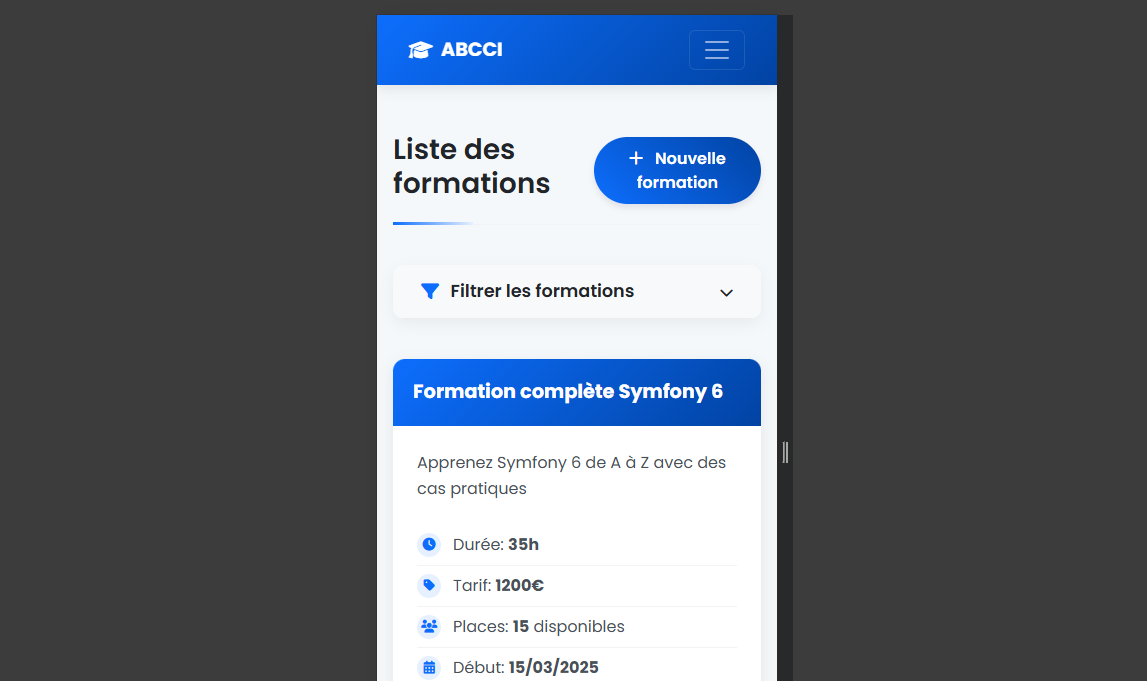 ABCCI
Liste des
formations
Nouvelle
formation
Filtrer les formations
Formation complète Symfony 6
Apprenez Symfony 6 de A à Z avec des
cas pratiques
Durée: 35h
Tarif: 1200€
Places: 15 disponibles
Début: 15/03/2025